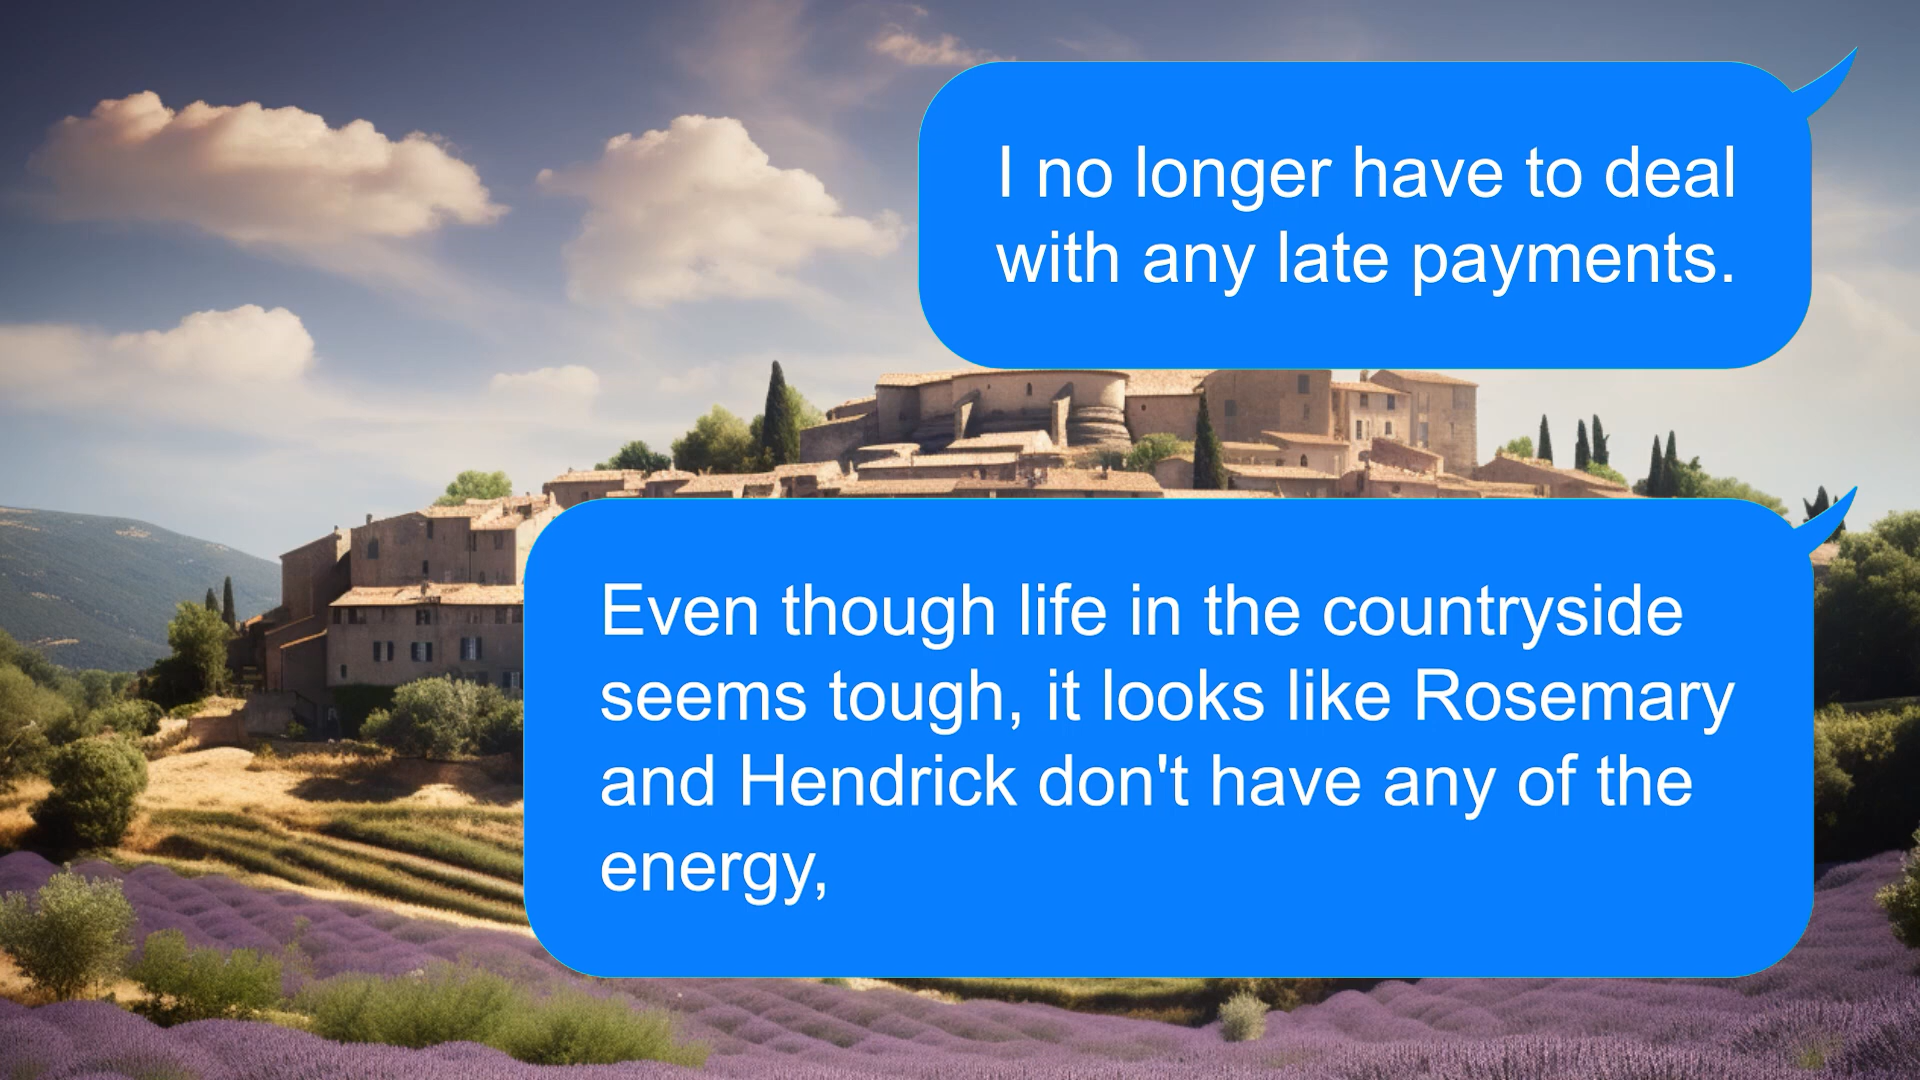 I no longer have to deal
with any late payments.
Even though life in the countryside
seems tough, it looks like Rosemary
and Hendrick don't have any of the
energy,